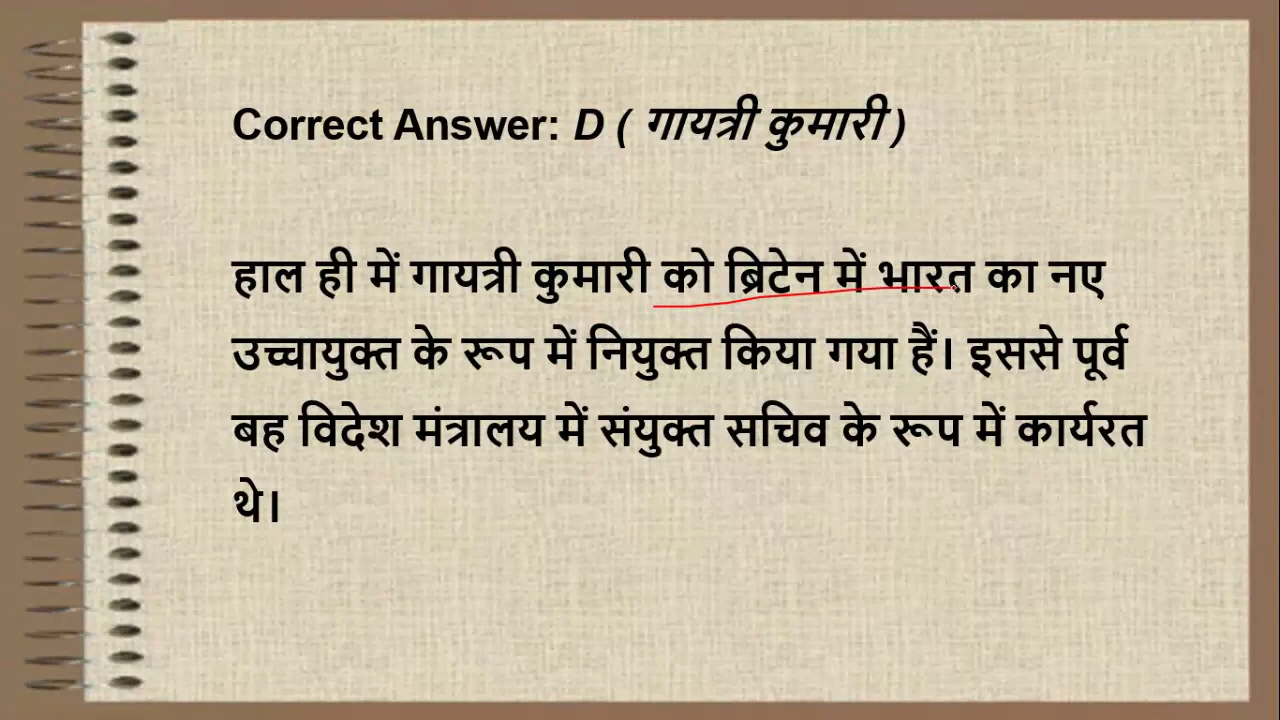 Correct Answer: D ( गायत्री कुमारी )
हाल ही में गायत्री कुमारी को ब्रिटेन में भारत का नए
उच्चायुक्त के रूप में नियुक्त किया गया हैं। इससे पूर्व
बह विदेश मंत्रालय में संयुक्त सचिव के रूप में कार्यरत
थे।